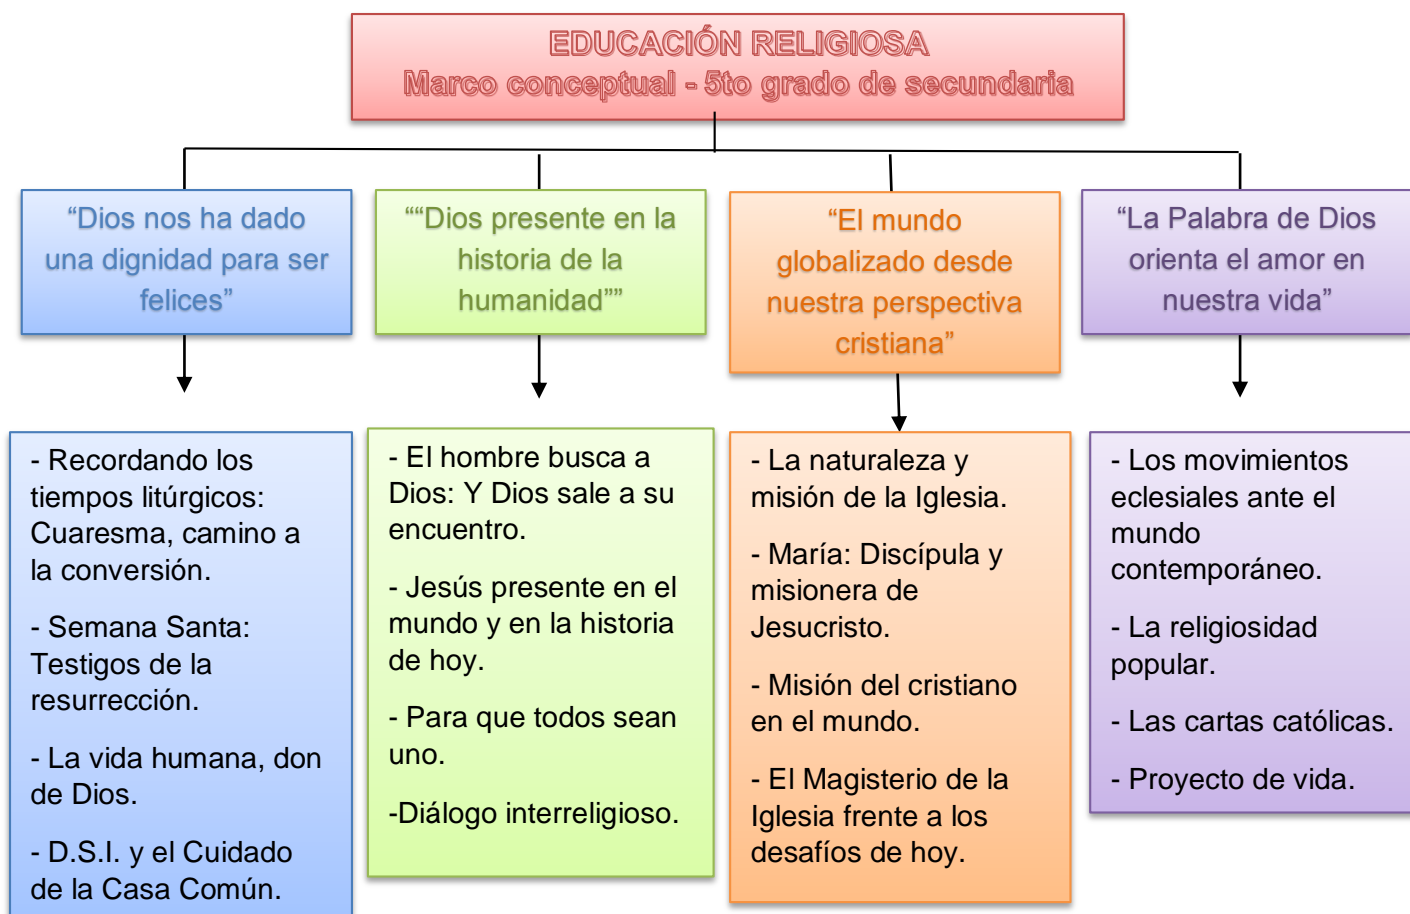 EDUCACIÓN RELIGIOSA
Marco conceptual - 5to grado de secundaria
“Dios nos ha dado
una dignidad para ser
felices”
““Dios presente en la
historia de la
humanidad””
“El mundo
globalizado desde
nuestra perspectiva
cristiana”
“La Palabra de Dios
orienta el amor en
nuestra vida”
- Recordando los
tiempos litúrgicos:
Cuaresma, camino a
la conversión.
- Semana Santa:
Testigos de la
resurrección.
- La vida humana, don
de Dios.
- D.S.I. y el Cuidado
de la Casa Común.
- El hombre busca a
Dios: Y Dios sale a su
encuentro.
- Jesús presente en el
mundo y en la historia
de hoy.
- Para que todos sean
uno.
-Diálogo interreligioso.
- La naturaleza y
misión de la Iglesia.
- María: Discípula y
misionera de
Jesucristo.
- Misión del cristiano
en el mundo.
- El Magisterio de la
Iglesia frente a los
desafíos de hoy.
- Los movimientos
eclesiales ante el
mundo
contemporáneo.
- La religiosidad
popular.
- Las cartas católicas.
- Proyecto de vida.